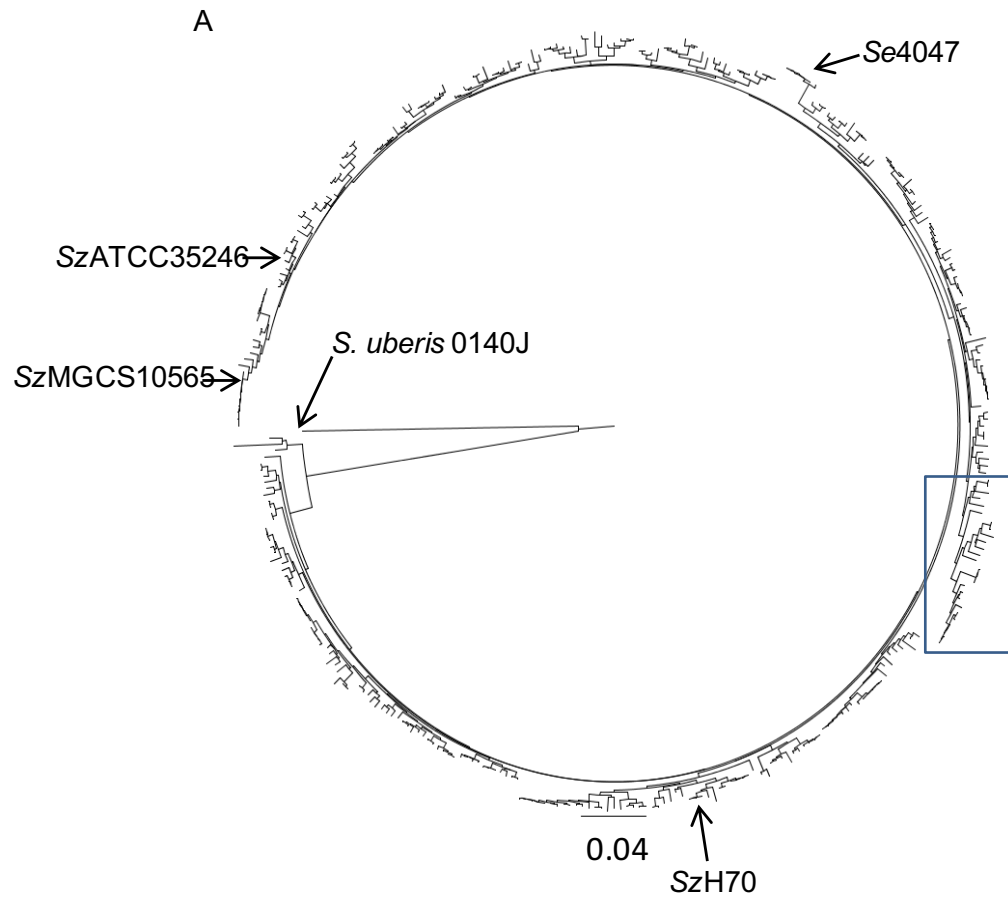 A
Se4047
SzATCC35246
S. uberis 0140J
SzMGCS10565
0.04
SzH70